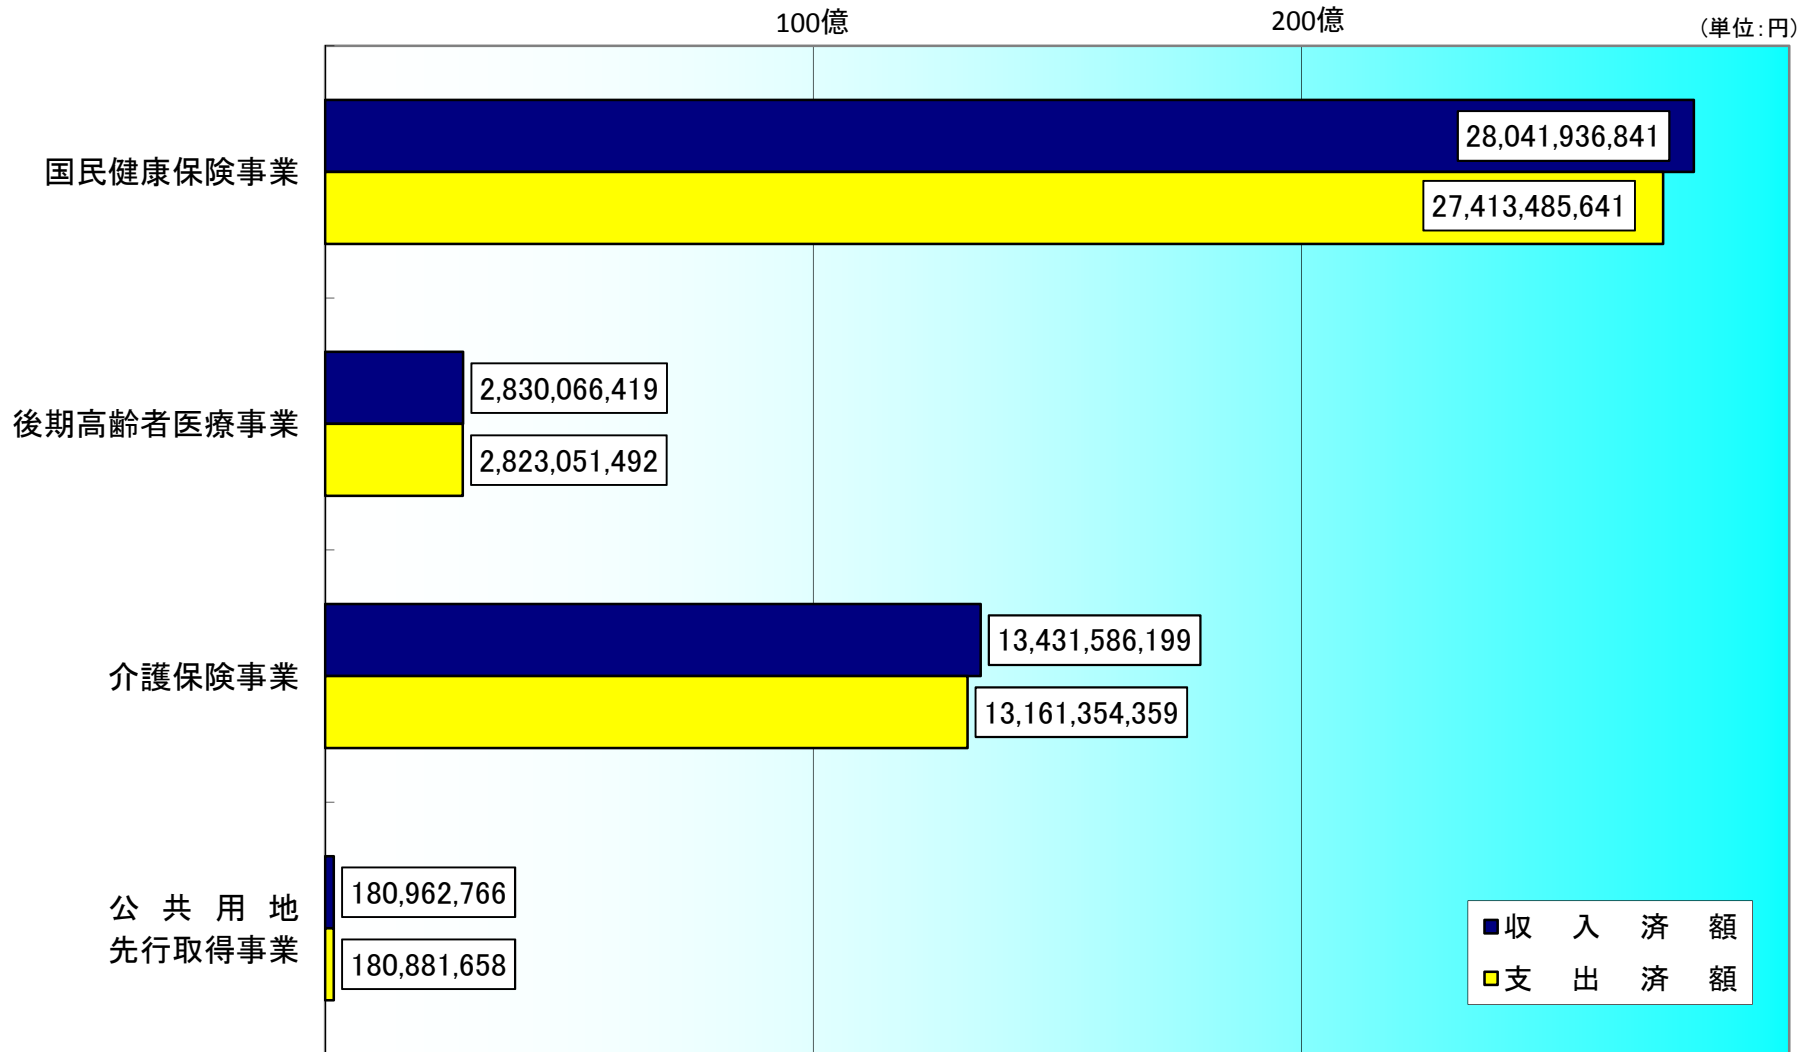 100億 200億 (単位:円)
国民健康保険事業
28,041,936,841
27,413,485,641
後期高齢者医療事業
2,830,066,419
2,823,051,492
介護保険事業
13,431,586,199
13,161,354,359
公共用地
先行取得事業
180,962,766
180,881,658
収入済額
支出済額